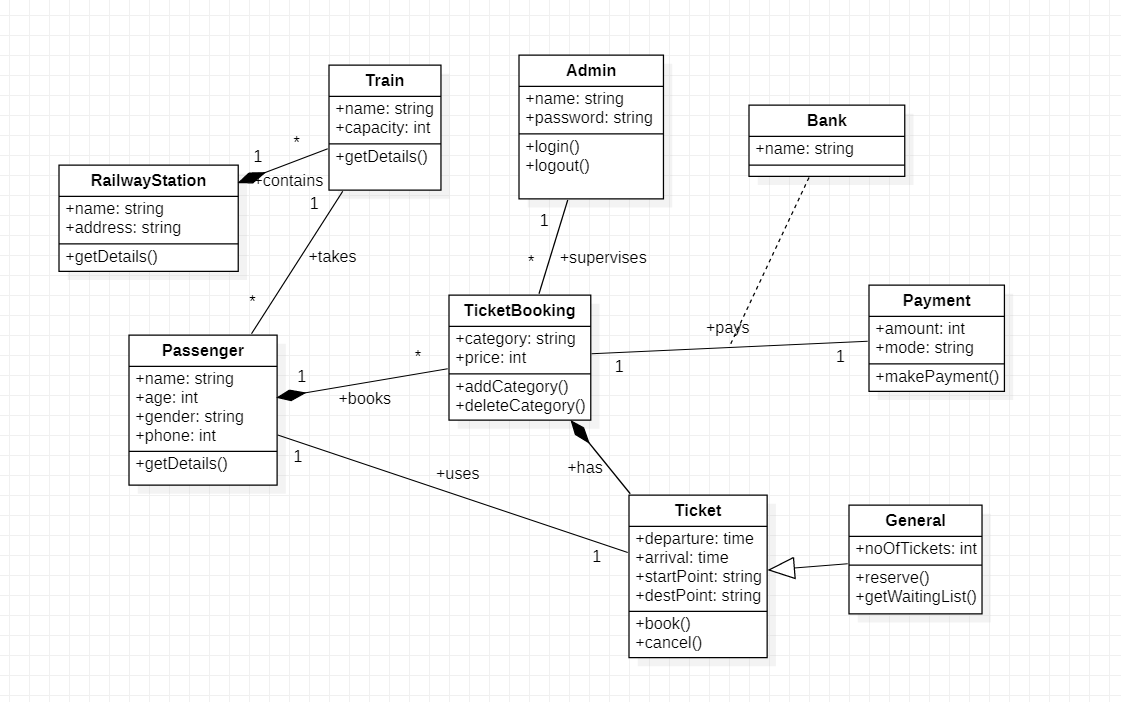 Train
+name: string
+capacity: int
+getDetails()
Admin
+name: string
+password: string
+login()
+logout()
Bank
+name: string
RailwayStation
+name: string
+address: string
+getDetails()
1
*
+contains
1
+takes
*
1
*
+supervises
TicketBooking
+category: string
+price: int
+addCategory()
+deleteCategory()
Payment
+amount: int
+mode: string
+makePayment()
+pays
1
1
Passenger
+name: string
+age: int
+gender: string
+phone: int
+getDetails()
1
*
+books
1
+uses
1
+has
Ticket
+departure: time
+arrival: time
+startPoint: string
+destPoint: string
+book()
+cancel()
General
+noOfTickets: int
+reserve()
+getWaitingList()